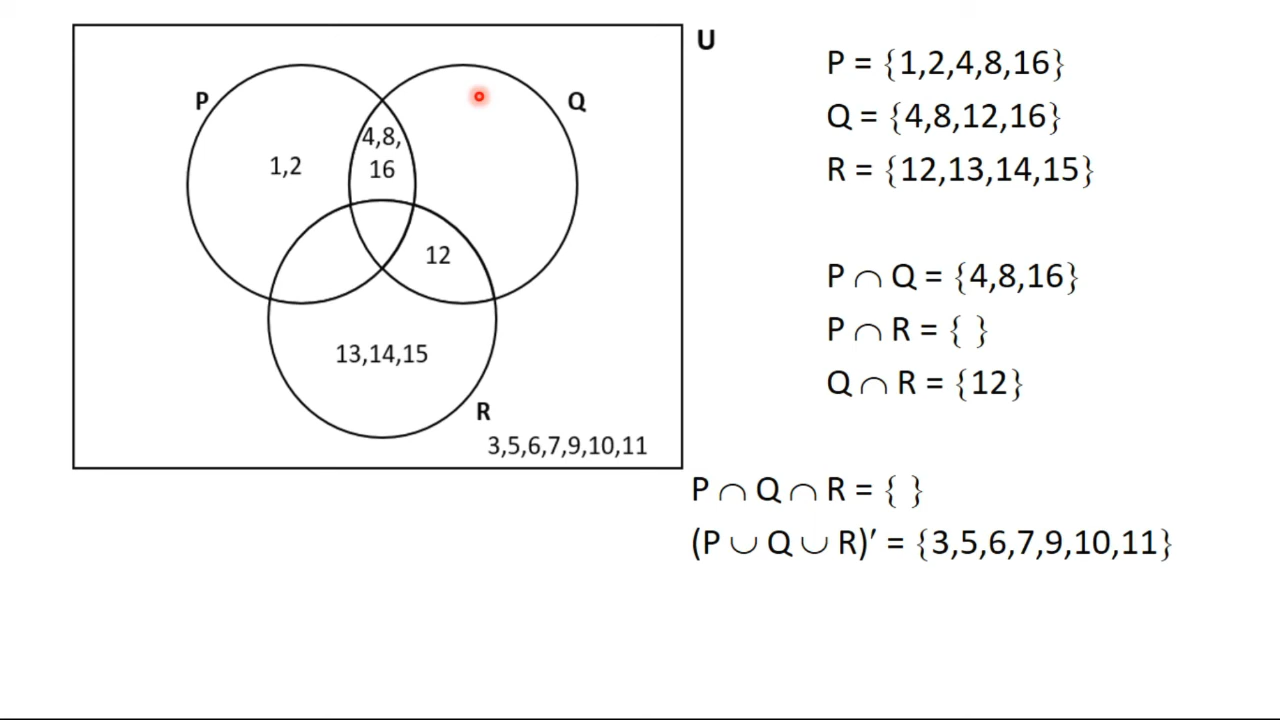 U
P
Q
4,8,
16
1,2
12
13,14,15
R
3,5,6,7,9,10,11
P = {1,2,4,8,16}
Q = {4,8,12,16}
R = {12,13,14,15}
P ∩ Q = {4,8,16}
P ∩ R = { }
Q ∩ R = {12}
P ∩ Q ∩ R = { }
(P ∪ Q ∪ R)′ = {3,5,6,7,9,10,11}